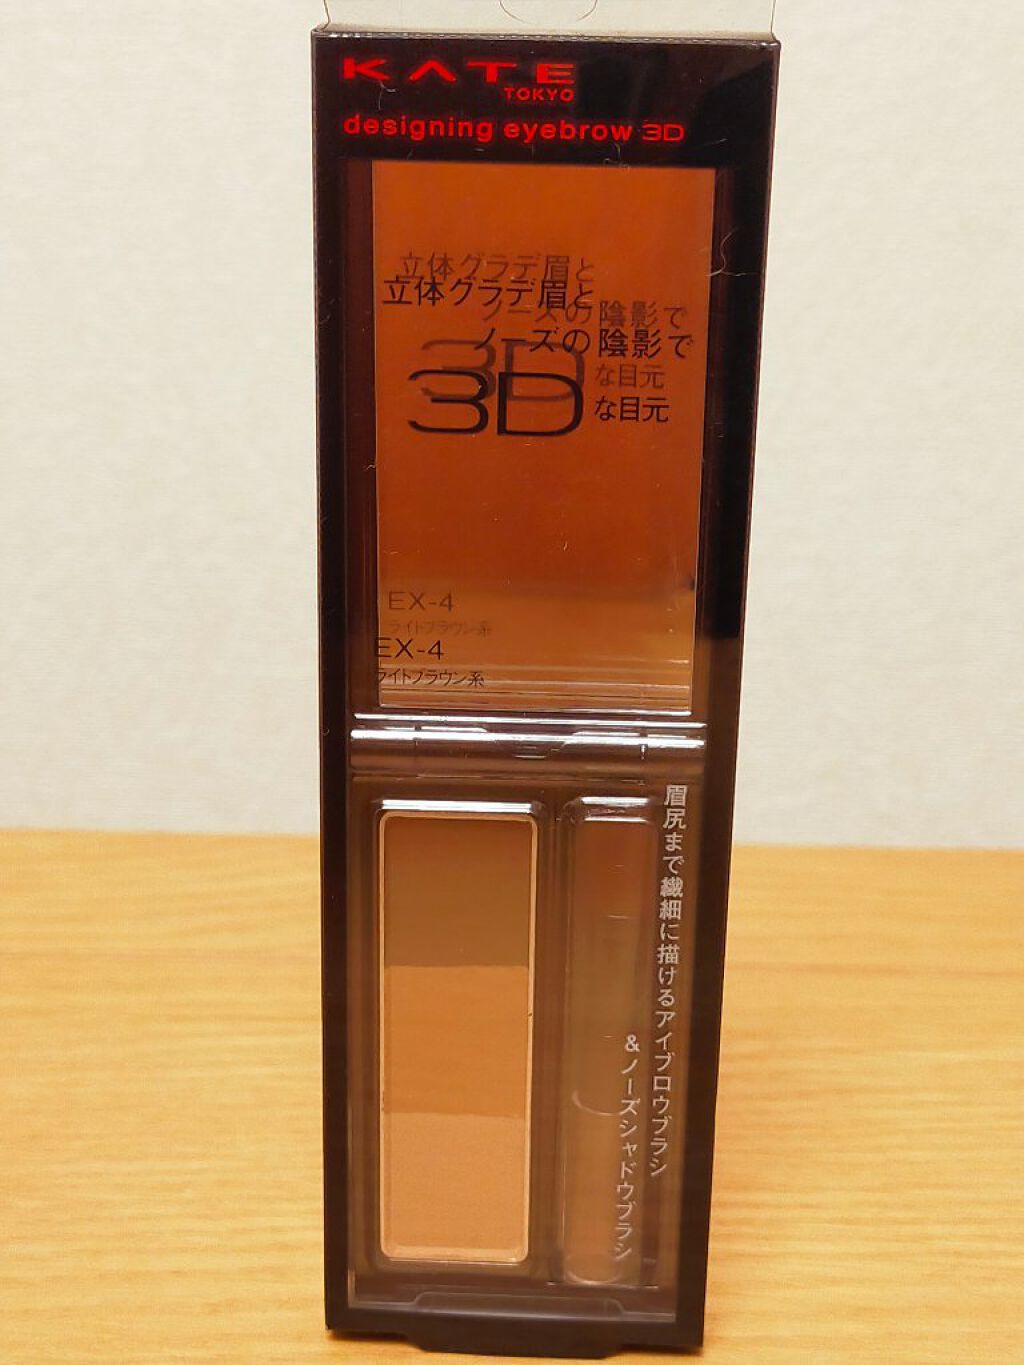 KATE
TOKYO
designing eyebrow 3D
立体グラデ眉と
ノーズの陰影で
3Dな目元
EX-4
ライトブラウン系
眉尻まで繊細に描けるアイブロウブラシ
&ノーズシャドウブラシ